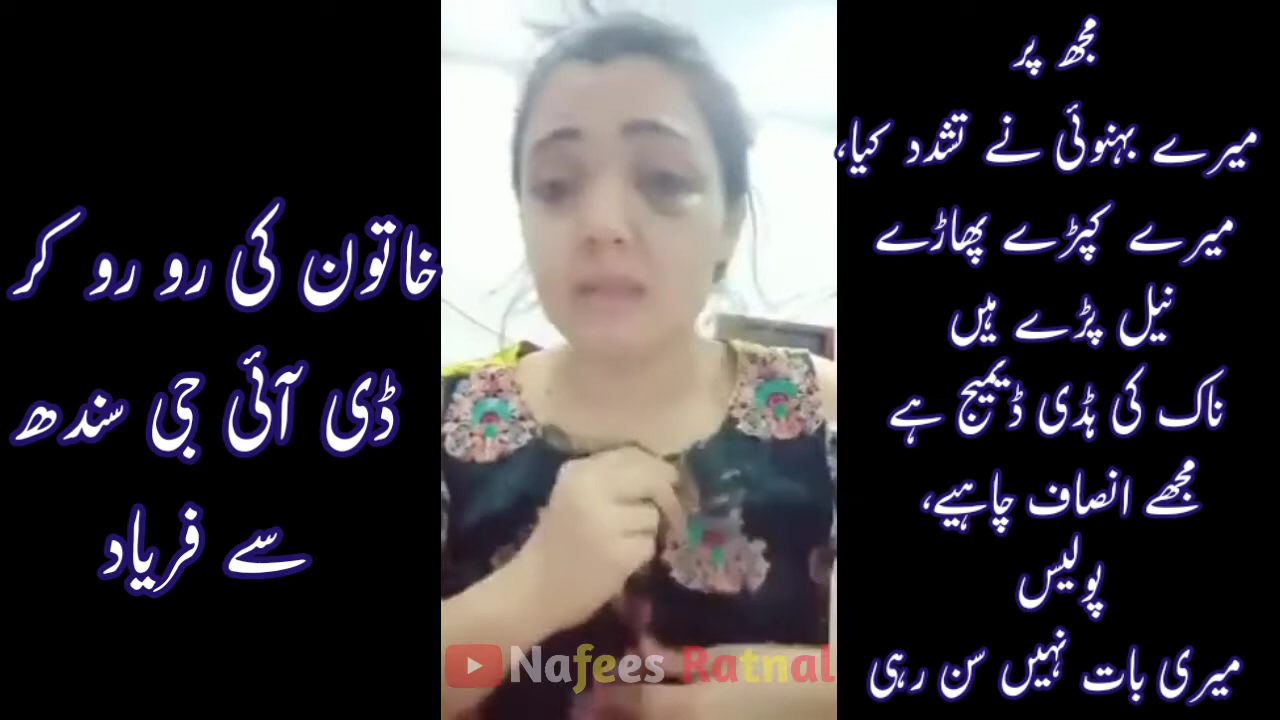 خاتون کی رو رو کر
ڈی آئی جی سندھ
سے فریاد
مجھ پر
میرے بہنوئی نے تشدد کیا،
میرے کپڑے پھاڑے
نیل پڑے ہیں
ناک کی ہڈی ڈیمیج ہے
مجھے انصاف چاہیے،
پولیس
میری بات نہیں سن رہی
Nafees Ratnal